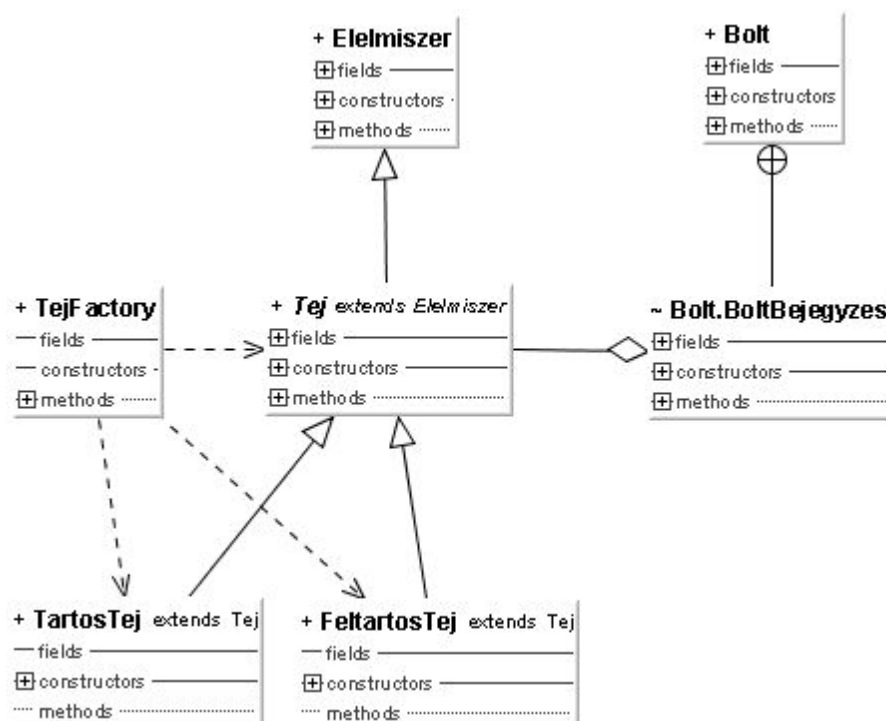 + Elelmiszer
fields
constructors
methods
+ Bolt
fields
constructors
methods
+ TejFactory
fields
constructors
methods
+ Tej extends Elelmiszer
fields
constructors
methods
~ Bolt.BoltBejegyzes
fields
constructors
methods
+ TartosTej extends Tej
fields
constructors
methods
+ FeltartosTej extends Tej
fields
constructors
methods